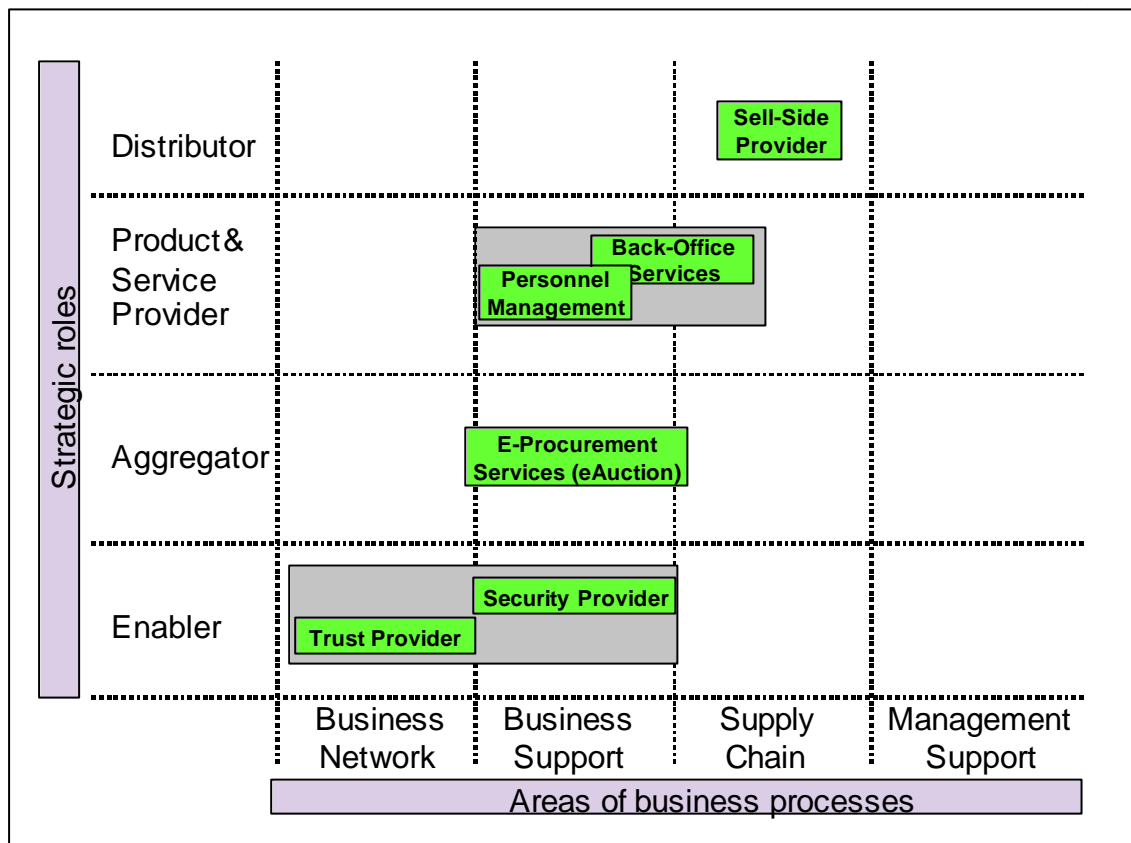 Strategic roles
Distributor
Sell-Side
Provider
Product&
Service
Provider
Back-Office
Services
Personnel
Management
Aggregator
E-Procurement
Services (eAuction)
Enabler
Security Provider
Trust Provider
Business
Network
Business
Support
Supply
Chain
Management
Support
Areas of business processes